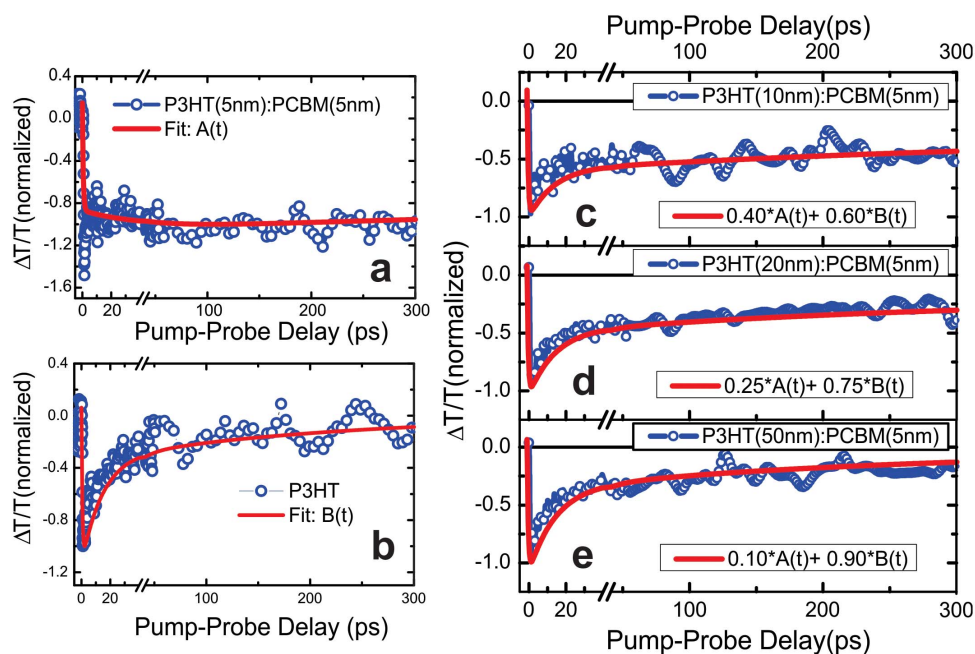 0.4
0.0
-0.4
-0.8
-1.2
-1.6
ΔT/T(normalized)
P3HT(5nm):PCBM(5nm)
Fit: A(t)
a
0 20 100 200 300
Pump-Probe Delay (ps)
0.4
0.0
-0.4
-0.8
-1.2
ΔT/T(normalized)
P3HT
Fit: B(t)
b
0 20 100 200 300
Pump-Probe Delay (ps)
Pump-Probe Delay(ps)
0 20 100 200 300
0.0
-0.5
-1.0
P3HT(10nm):PCBM(5nm)
c
0.40*A(t)+ 0.60*B(t)
ΔT/T(normalized)
0.0
-0.5
-1.0
P3HT(20nm):PCBM(5nm)
d
0.25*A(t)+ 0.75*B(t)
0.0
-0.5
-1.0
P3HT(50nm):PCBM(5nm)
e
0.10*A(t)+ 0.90*B(t)
0 20 100 200 300
Pump-Probe Delay(ps)